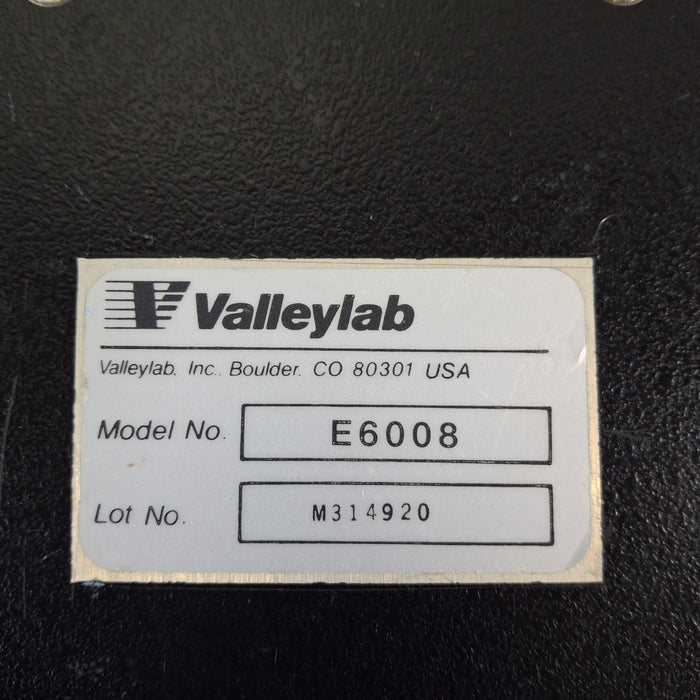 Valleylab
Valleylab, Inc.. Boulder, CO 80301 USA
Model No. E6008
Lot No. M314920